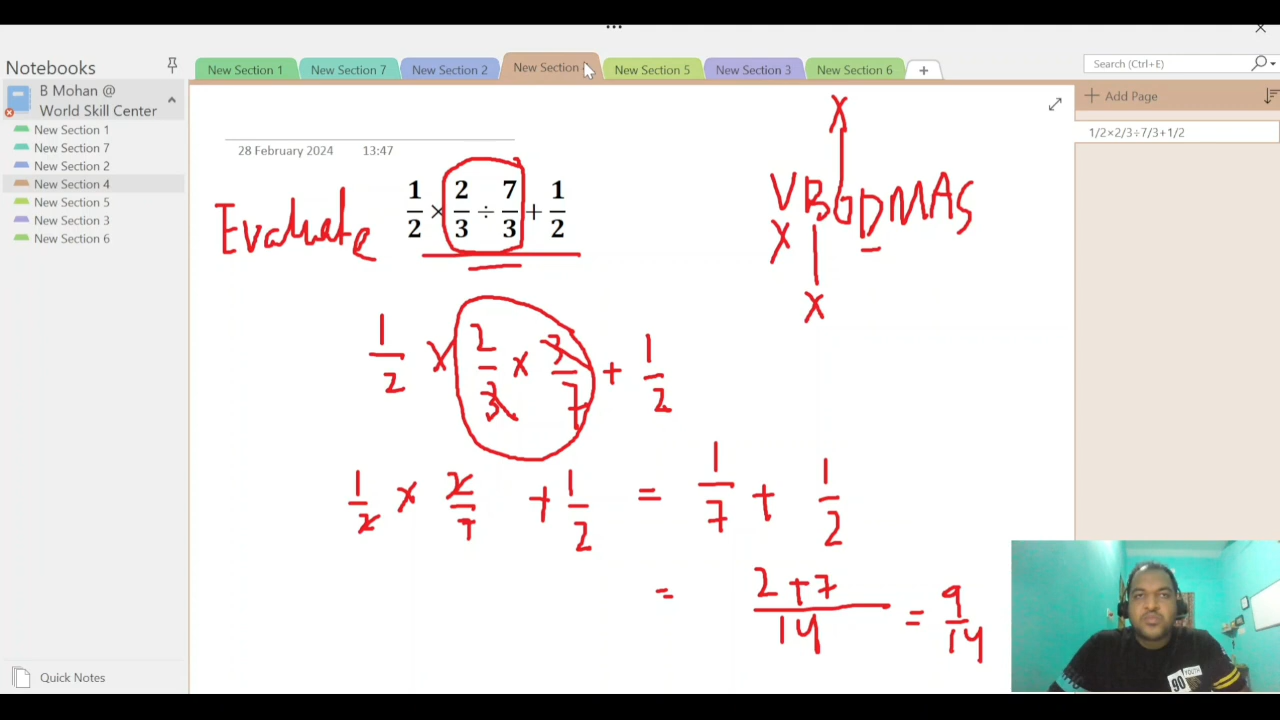 ...
Notebooks
B Mohan @
World Skill Center
New Section 1
New Section 7
New Section 2
New Section 4
New Section 5
New Section 3
New Section 6
Quick Notes
New Section 1 New Section 7 New Section 2 New Section New Section 5 New Section 3 New Section 6 +
Search (Ctrl+E)
+ Add Page
1/2×2/3÷7/3+1/2
28 February 2024 13:47
Evaluate 1/2 × 2/3 ÷ 7/3 + 1/2
X
VBODMAS
X
X
1/2 × 2/3 × 3/7 + 1/2
1/2 × 2/7 + 1/2 = 1/7 + 1/2
= 2+7/14 = 9/14
90 YOUTH